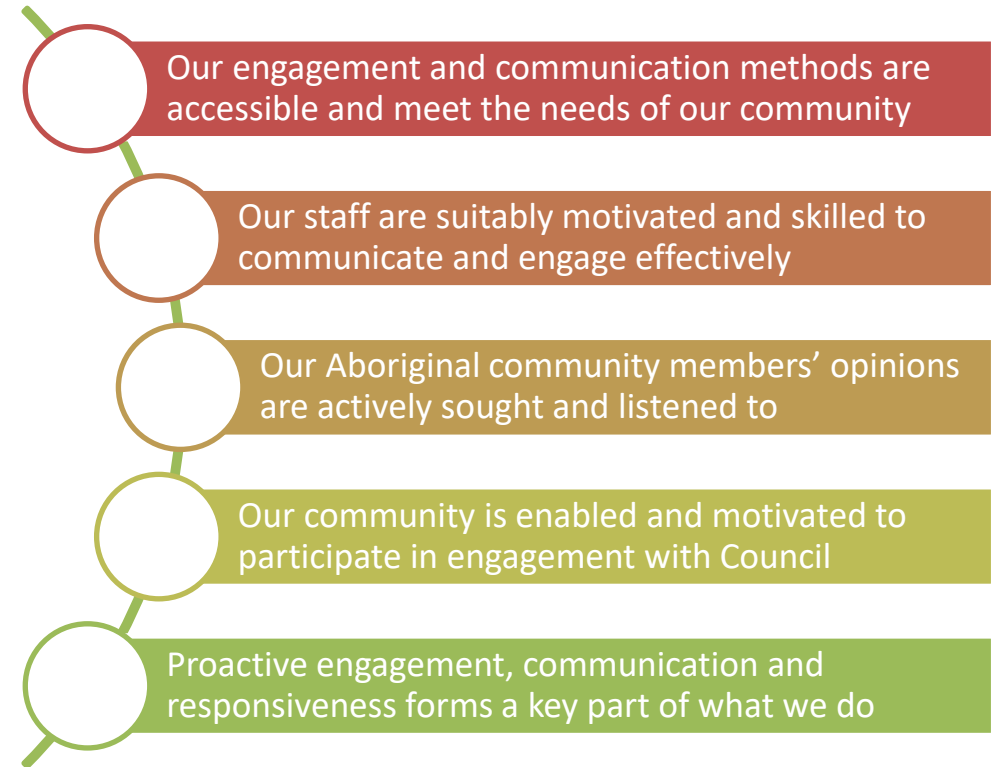 Our engagement and communication methods are
accessible and meet the needs of our community
Our staff are suitably motivated and skilled to
communicate and engage effectively
Our Aboriginal community members’ opinions
are actively sought and listened to
Our community is enabled and motivated to
participate in engagement with Council
Proactive engagement, communication and
responsiveness forms a key part of what we do